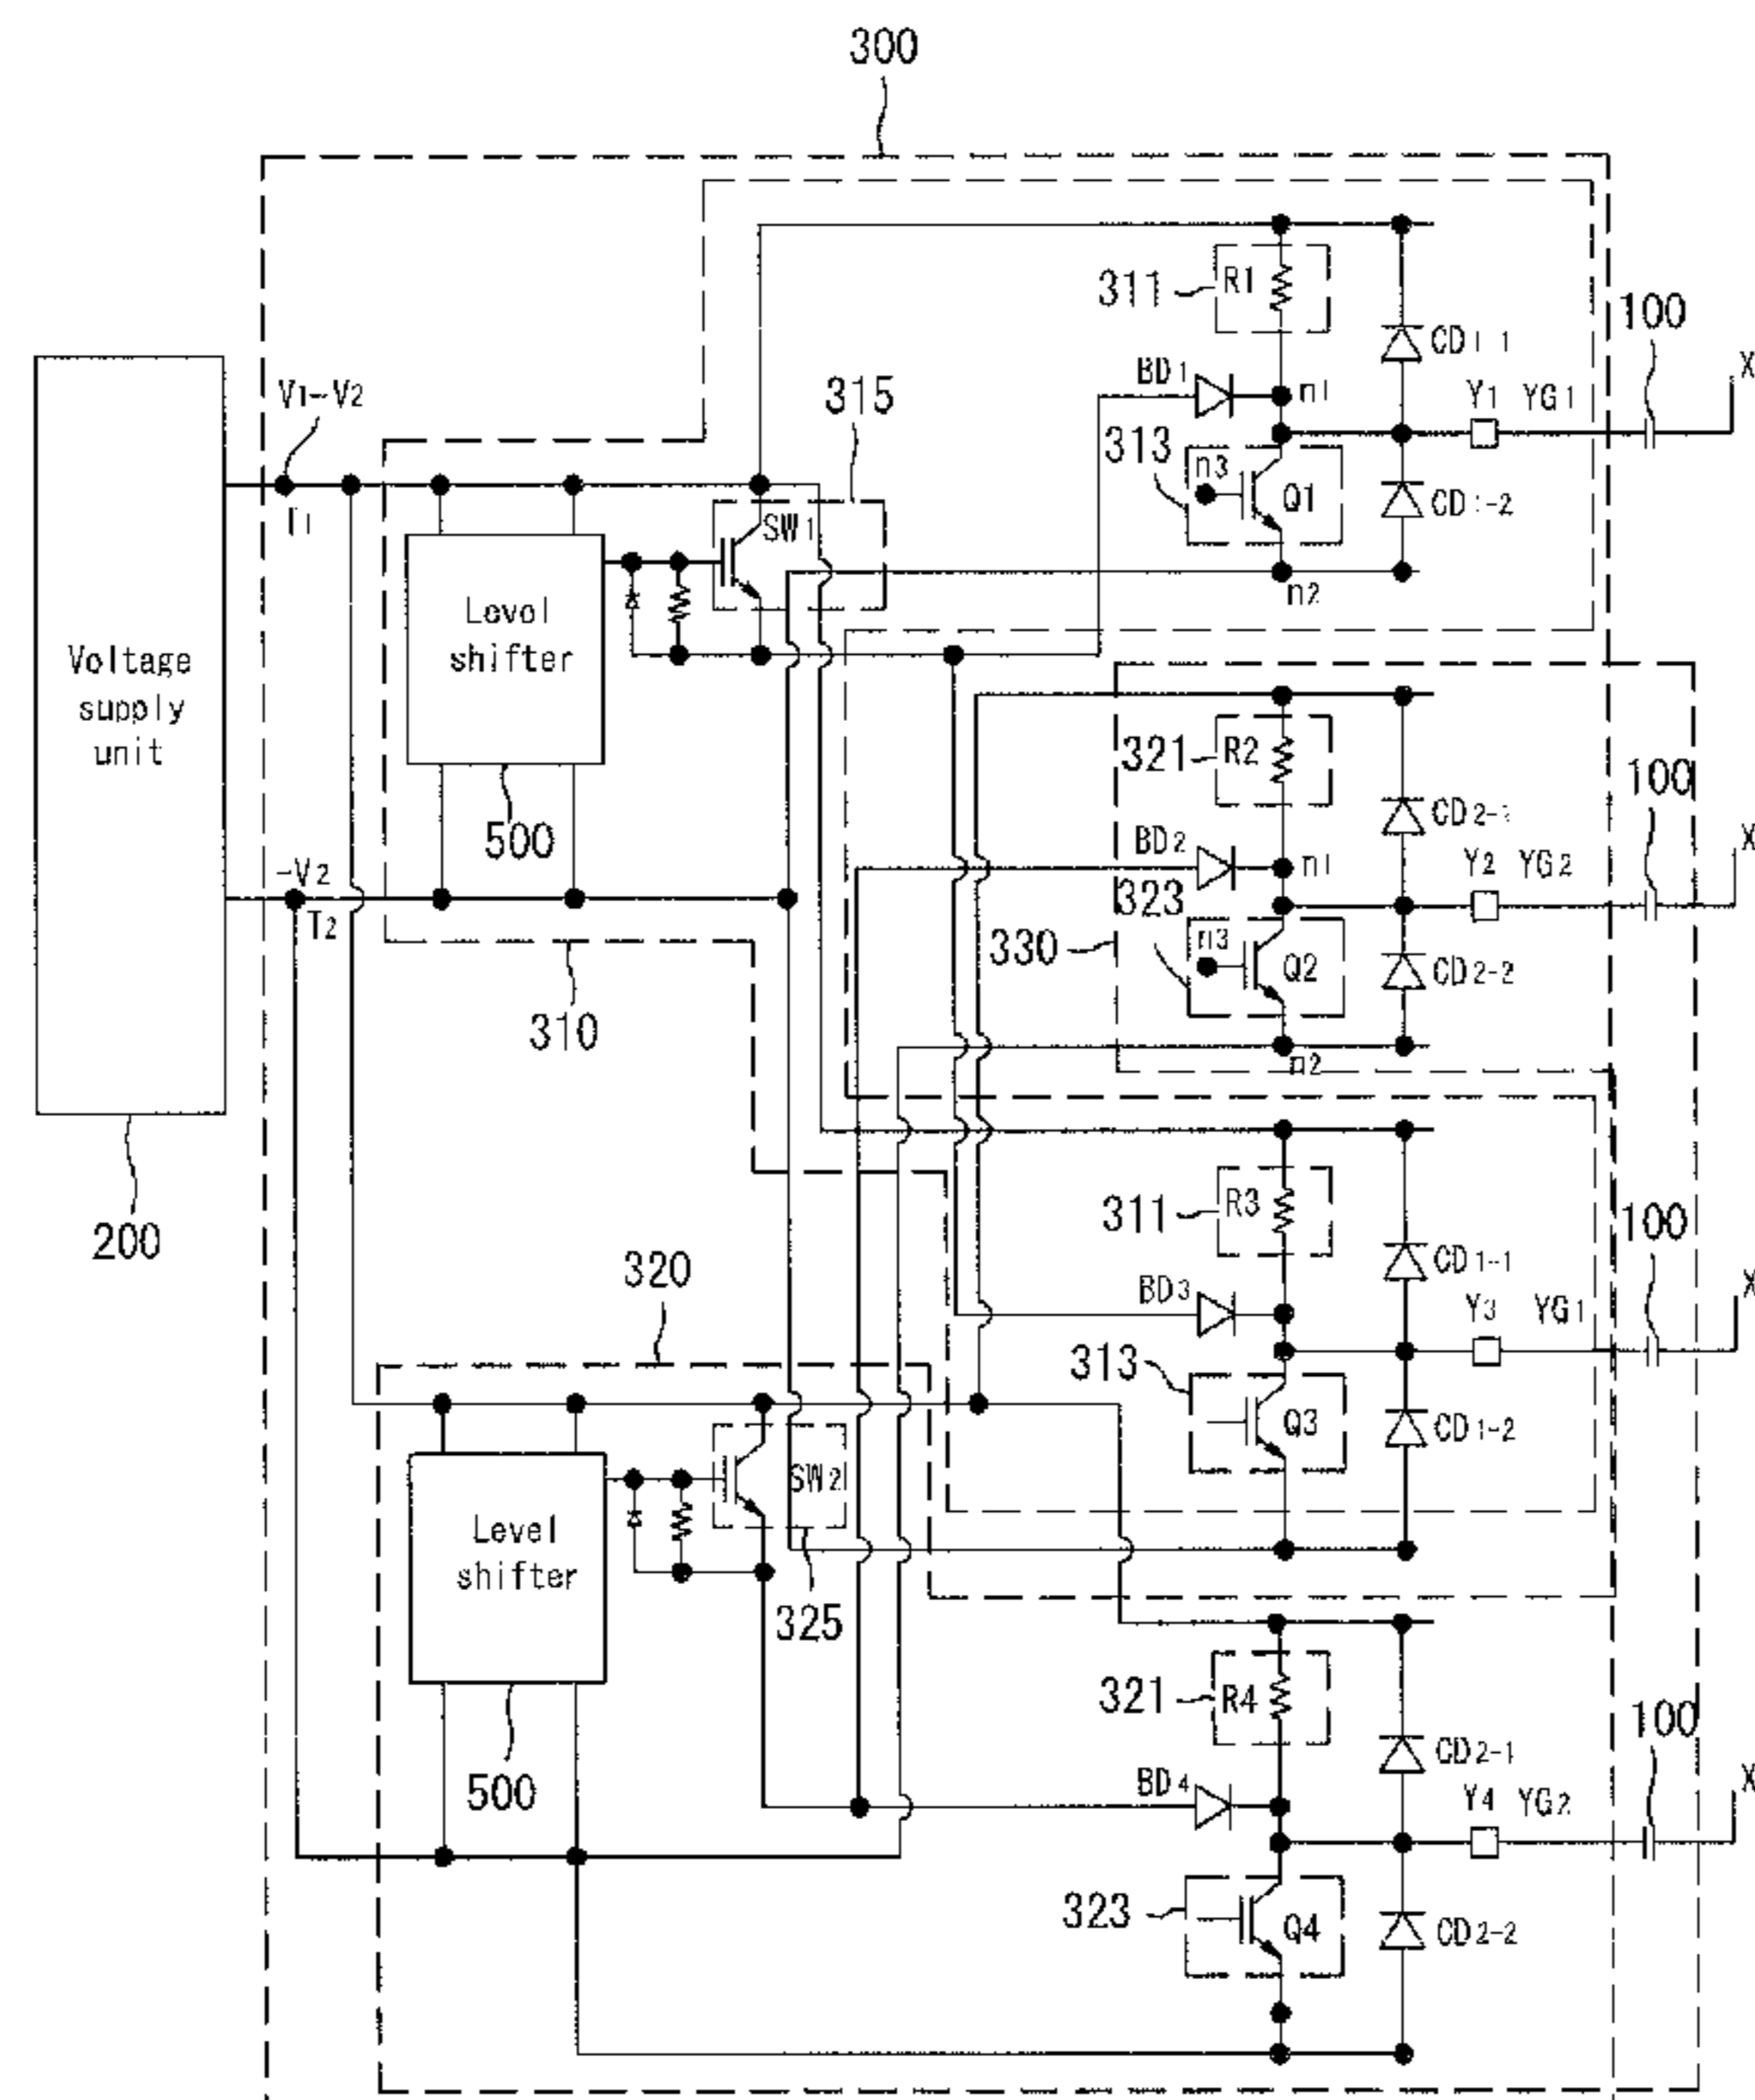 300
311
R1
CD1-1
100
X
BD1
n1
Y1 YG1
V1-V2
315
313
n3
Q1
CD1-2
T1
SW1
n2
Level
shifter
Voltage
supply
unit
500
-V2
T2
310
200
321
R2
CD2-1
100
X
BD2
n1
Y2 YG2
323
n3
330
Q2
CD2-2
n2
311
R3
CD1-1
100
X
BD3
Y3 YG1
320
313
Q3
CD1-2
SW2
Level
shifter
325
500
321
R4
CD2-1
100
X
BD4
Y4 YG2
323
Q4
CD2-2